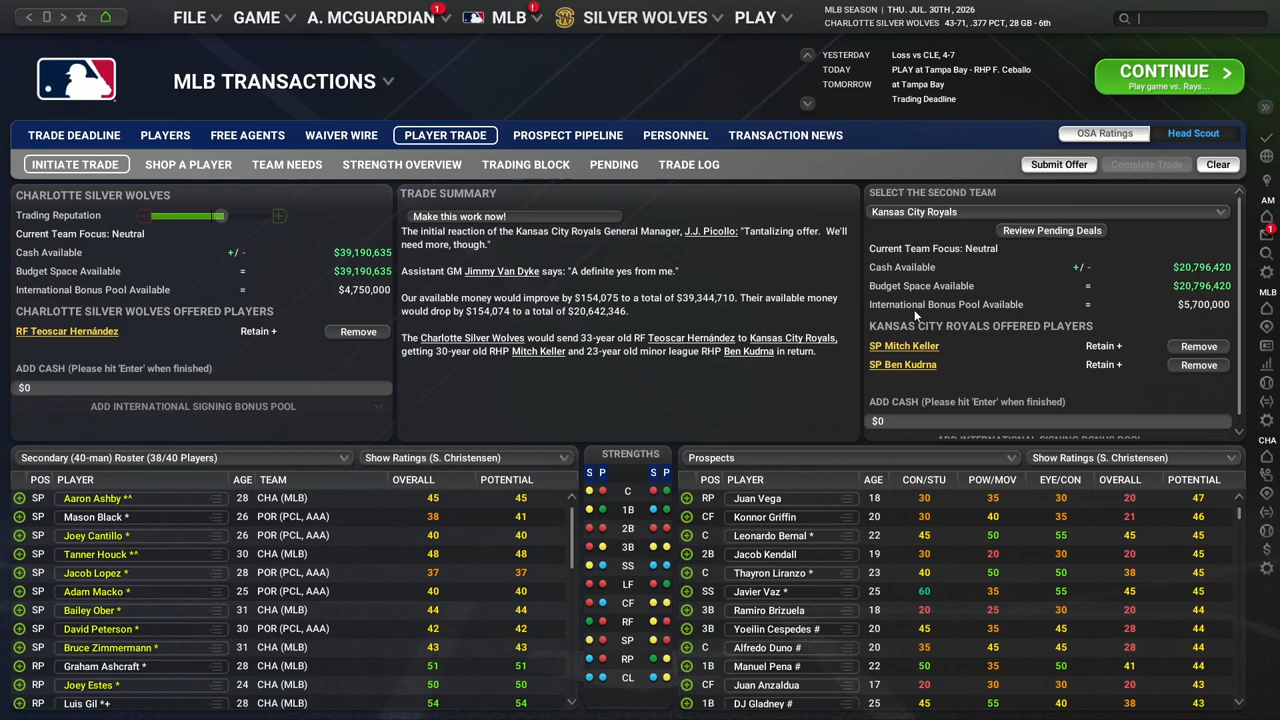 FILE GAME A. MCGUARDIAN 1 MLB ! SILVER WOLVES PLAY
MLB SEASON | THU. JUL. 30TH , 2026
CHARLOTTE SILVER WOLVES 43-71, .377 PCT, 28 GB - 6th
MLB TRANSACTIONS
YESTERDAY Loss vs CLE, 4-7
TODAY PLAY at Tampa Bay - RHP F. Ceballo
TOMORROW at Tampa Bay
Trading Deadline
CONTINUE
Play game vs. Rays...
TRADE DEADLINE PLAYERS FREE AGENTS WAIVER WIRE PLAYER TRADE PROSPECT PIPELINE PERSONNEL TRANSACTION NEWS OSA Ratings Head Scout
INITIATE TRADE SHOP A PLAYER TEAM NEEDS STRENGTH OVERVIEW TRADING BLOCK PENDING TRADE LOG Submit Offer Complete Trade Clear
CHARLOTTE SILVER WOLVES
Trading Reputation
Current Team Focus: Neutral
Cash Available +/- $39,190,635
Budget Space Available = $39,190,635
International Bonus Pool Available = $4,750,000
CHARLOTTE SILVER WOLVES OFFERED PLAYERS
RF Teoscar Hernández Retain + Remove
ADD CASH (Please hit 'Enter' when finished)
$0
ADD INTERNATIONAL SIGNING BONUS POOL
TRADE SUMMARY
Make this work now!
The initial reaction of the Kansas City Royals General Manager, J.J. Picollo: "Tantalizing offer. We'll
need more, though."
Assistant GM Jimmy Van Dyke says: "A definite yes from me."
Our available money would improve by $154,075 to a total of $39,344,710. Their available money
would drop by $154,074 to a total of $20,642,346.
The Charlotte Silver Wolves would send 33-year-old RF Teoscar Hernández to Kansas City Royals,
getting 30-year-old RHP Mitch Keller and 23-year-old minor league RHP Ben Kudrna in return.
SELECT THE SECOND TEAM
Kansas City Royals
Review Pending Deals
Current Team Focus: Neutral
Cash Available +/- $20,796,420
Budget Space Available = $20,796,420
International Bonus Pool Available = $5,700,000
KANSAS CITY ROYALS OFFERED PLAYERS
SP Mitch Keller Retain + Remove
SP Ben Kudrna Retain + Remove
ADD CASH (Please hit 'Enter' when finished)
$0
ADD INTERNATIONAL SIGNING BONUS POOL
Secondary (40-man) Roster (38/40 Players) Show Ratings (S. Christensen)
POS PLAYER AGE TEAM OVERALL POTENTIAL
SP Aaron Ashby *^ 28 CHA (MLB) 45 45
SP Mason Black * 26 POR (PCL, AAA) 38 41
SP Joey Cantillo * 26 POR (PCL, AAA) 40 40
SP Tanner Houck *^ 30 CHA (MLB) 48 48
SP Jacob Lopez * 28 POR (PCL, AAA) 37 37
SP Adam Macko * 25 POR (PCL, AAA) 40 40
SP Bailey Ober * 31 CHA (MLB) 44 44
SP David Peterson * 30 POR (PCL, AAA) 42 42
SP Bruce Zimmermann * 31 CHA (MLB) 43 43
RP Graham Ashcraft * 28 CHA (MLB) 51 51
RP Joey Estes * 24 CHA (MLB) 50 50
RP Luis Gil *+ 28 CHA (MLB) 54 54
STRENGTHS
S P S P
C
1B
2B
3B
SS
LF
CF
RF
SP
RP
CL
Prospects Show Ratings (S. Christensen)
POS PLAYER AGE CON/STU POW/MOV EYE/CON OVERALL POTENTIAL
RP Juan Vega 18 30 35 30 20 47
CF Konnor Griffin 20 30 40 35 21 46
C Leonardo Bernal * 22 45 50 55 40 45
2B Jacob Kendall 19 30 20 30 20 45
C Thayron Liranzo * 23 40 50 50 38 45
SS Javier Vaz * 25 60 35 55 45 45
3B Ramiro Brizuela 18 20 25 30 20 44
3B Yoeilin Cespedes # 20 45 45 40 28 44
C Alfredo Duno # 20 35 45 45 28 44
1B Manuel Pena # 22 50 35 50 41 44
CF Juan Anzaldua 17 20 30 30 20 43
1B DJ Gladney # 25 45 55 40 38 43
AM
1
MLB
CHA